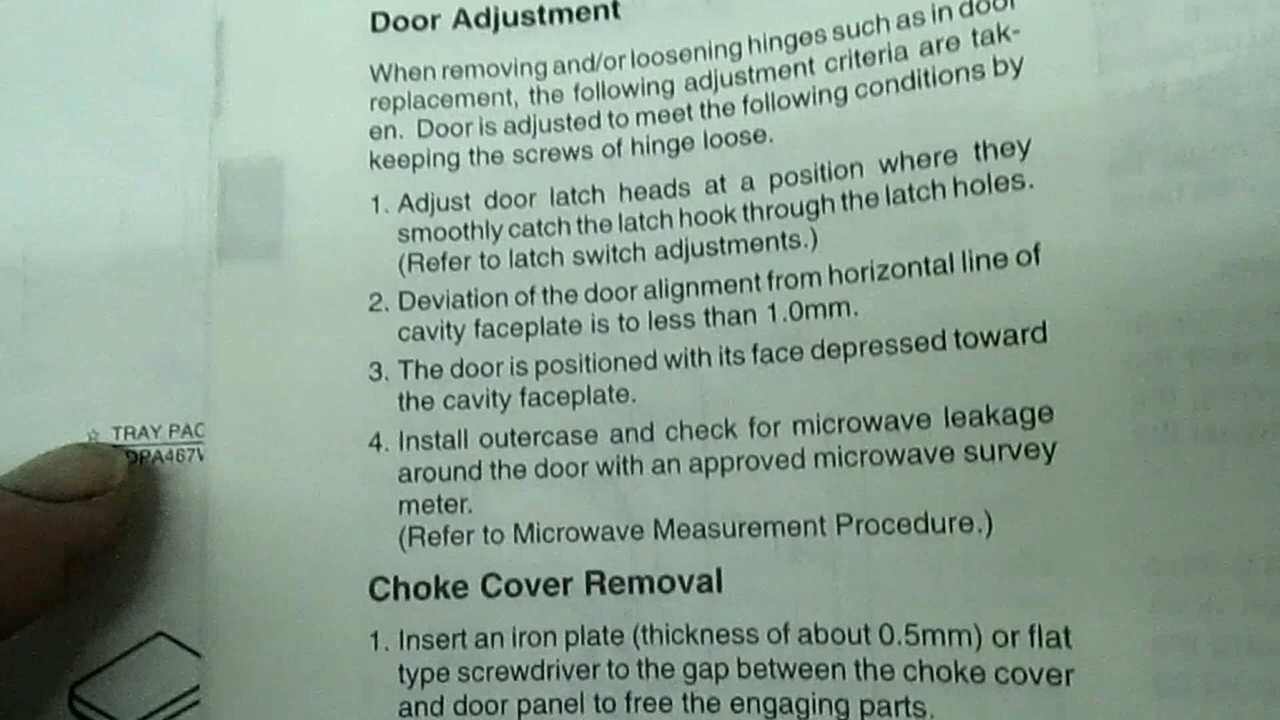 Door Adjustment
When removing and/or loosening hinges such as in door
replacement, the following adjustment criteria are tak-
en. Door is adjusted to meet the following conditions by
keeping the screws of hinge loose.
1. Adjust door latch heads at a position where they
smoothly catch the latch hook through the latch holes.
(Refer to latch switch adjustments.)
2. Deviation of the door alignment from horizontal line of
cavity faceplate is to less than 1.0mm.
3. The door is positioned with its face depressed toward
the cavity faceplate.
4. Install outercase and check for microwave leakage
around the door with an approved microwave survey
meter.
(Refer to Microwave Measurement Procedure.)
Choke Cover Removal
1. Insert an iron plate (thickness of about 0.5mm) or flat
type screwdriver to the gap between the choke cover
and door panel to free the engaging parts.
☆ TRAY PAC